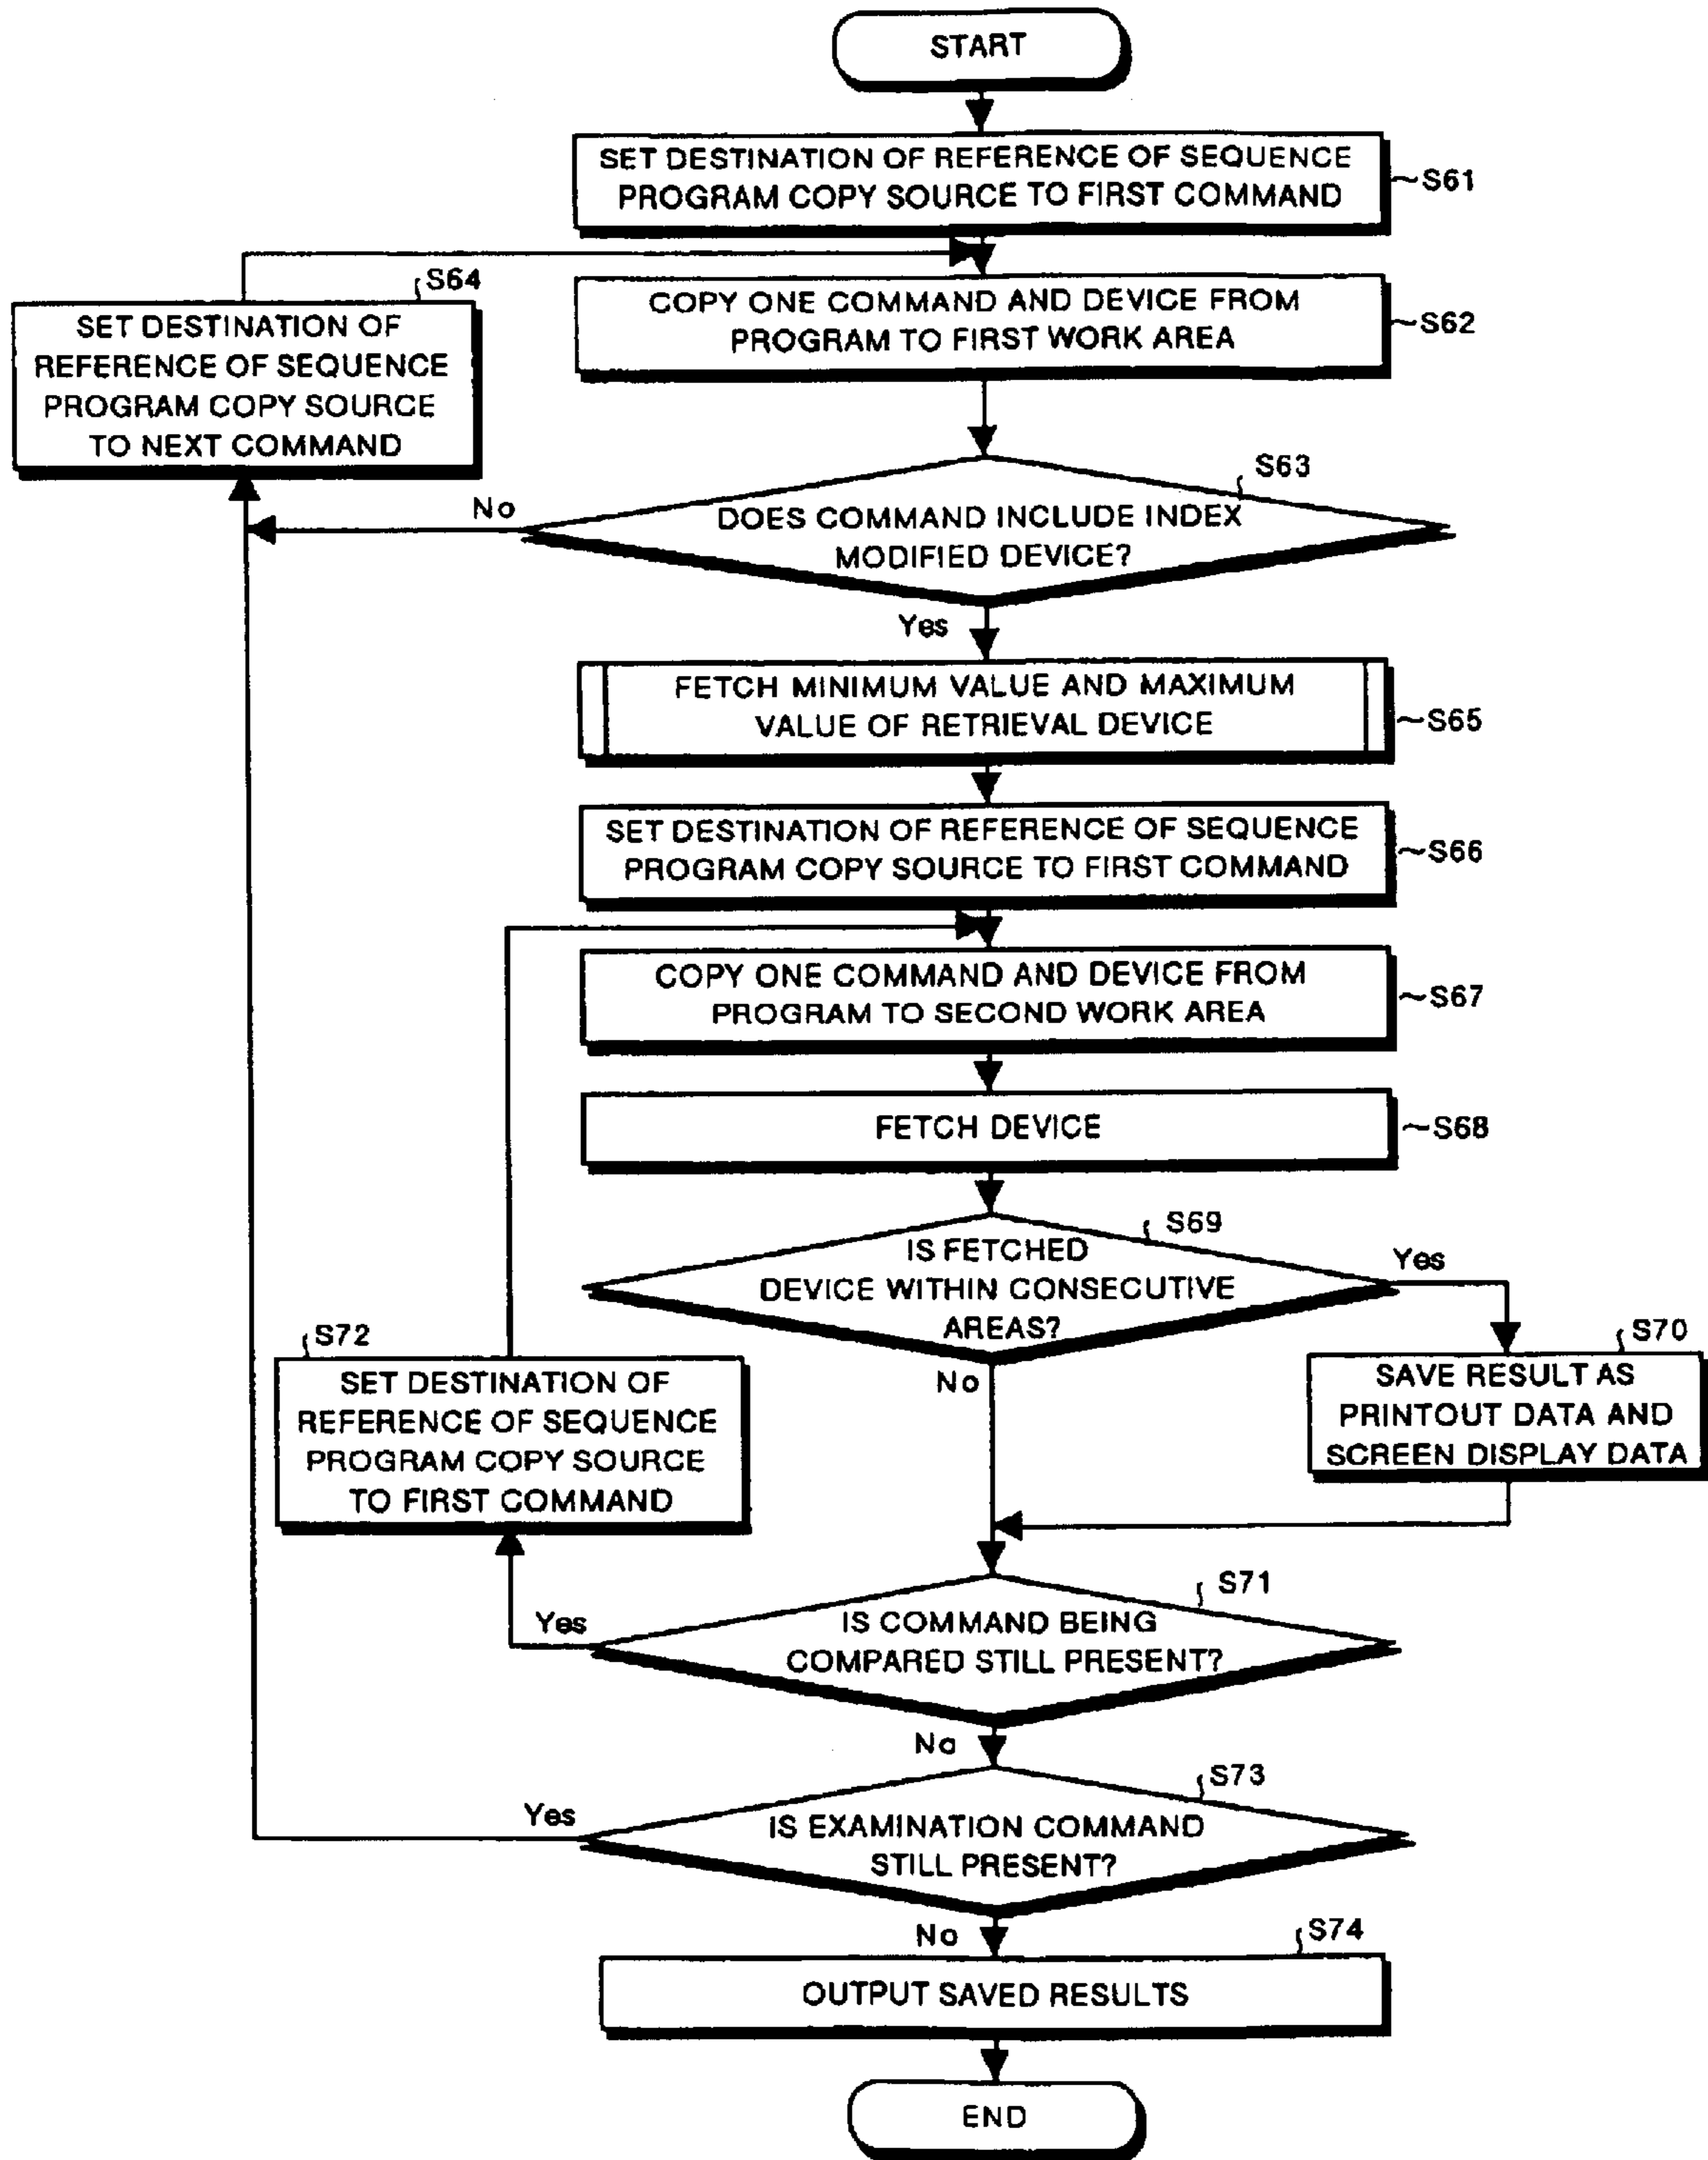 START
SET DESTINATION OF REFERENCE OF SEQUENCE
PROGRAM COPY SOURCE TO FIRST COMMAND
S61
S64
SET DESTINATION OF
REFERENCE OF SEQUENCE
PROGRAM COPY SOURCE
TO NEXT COMMAND
COPY ONE COMMAND AND DEVICE FROM
PROGRAM TO FIRST WORK AREA
S62
S63
No
DOES COMMAND INCLUDE INDEX
MODIFIED DEVICE?
Yes
FETCH MINIMUM VALUE AND MAXIMUM
VALUE OF RETRIEVAL DEVICE
S65
SET DESTINATION OF REFERENCE OF SEQUENCE
PROGRAM COPY SOURCE TO FIRST COMMAND
S66
COPY ONE COMMAND AND DEVICE FROM
PROGRAM TO SECOND WORK AREA
S67
FETCH DEVICE
S68
S69
IS FETCHED
DEVICE WITHIN CONSECUTIVE
AREAS?
Yes
No
S70
SAVE RESULT AS
PRINTOUT DATA AND
SCREEN DISPLAY DATA
S72
SET DESTINATION OF
REFERENCE OF SEQUENCE
PROGRAM COPY SOURCE
TO FIRST COMMAND
S71
Yes
IS COMMAND BEING
COMPARED STILL PRESENT?
No
S73
Yes
IS EXAMINATION COMMAND
STILL PRESENT?
No
S74
OUTPUT SAVED RESULTS
END